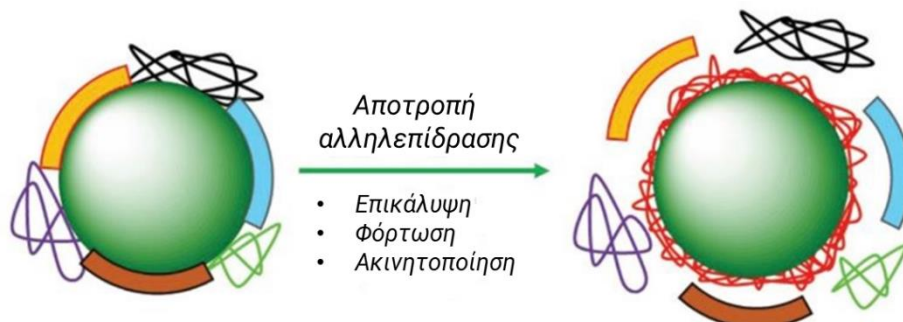 Αποτροπή
αλληλεπίδρασης
• Επικάλυψη
• Φόρτωση
• Ακινητοποίηση